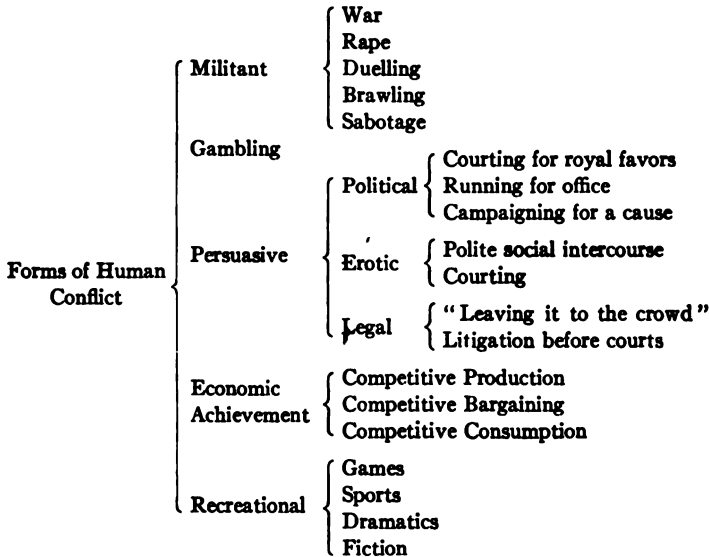 Forms of Human
Conflict
Militant
War
Rape
Duelling
Brawling
Sabotage
Gambling
Persuasive
Political
Courting for royal favors
Running for office
Campaigning for a cause
Erotic
Polite social intercourse
Courting
Legal
“Leaving it to the crowd”
Litigation before courts
Economic
Achievement
Competitive Production
Competitive Bargaining
Competitive Consumption
Recreational
Games
Sports
Dramatics
Fiction